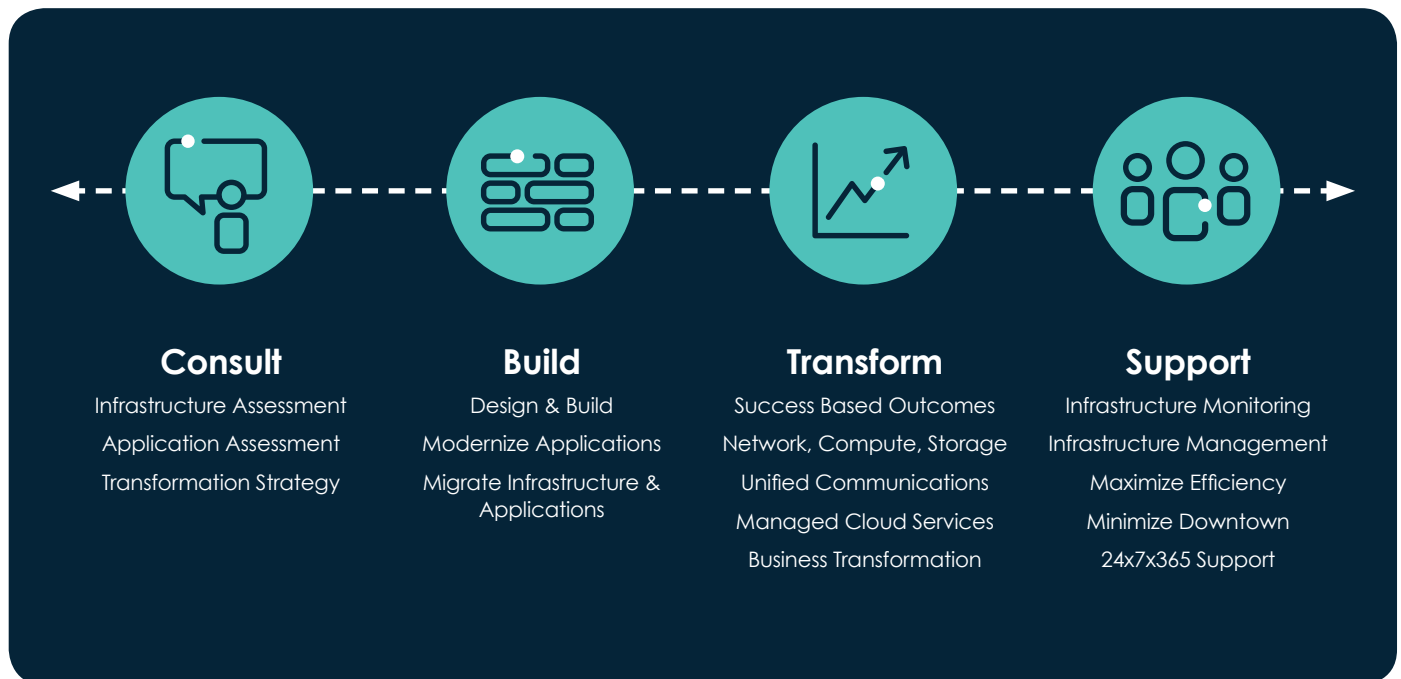 Consult
Infrastructure Assessment
Application Assessment
Transformation Strategy
Build
Design & Build
Modernize Applications
Migrate Infrastructure &
Applications
Transform
Success Based Outcomes
Network, Compute, Storage
Unified Communications
Managed Cloud Services
Business Transformation
Support
Infrastructure Monitoring
Infrastructure Management
Maximize Efficiency
Minimize Downtown
24x7x365 Support